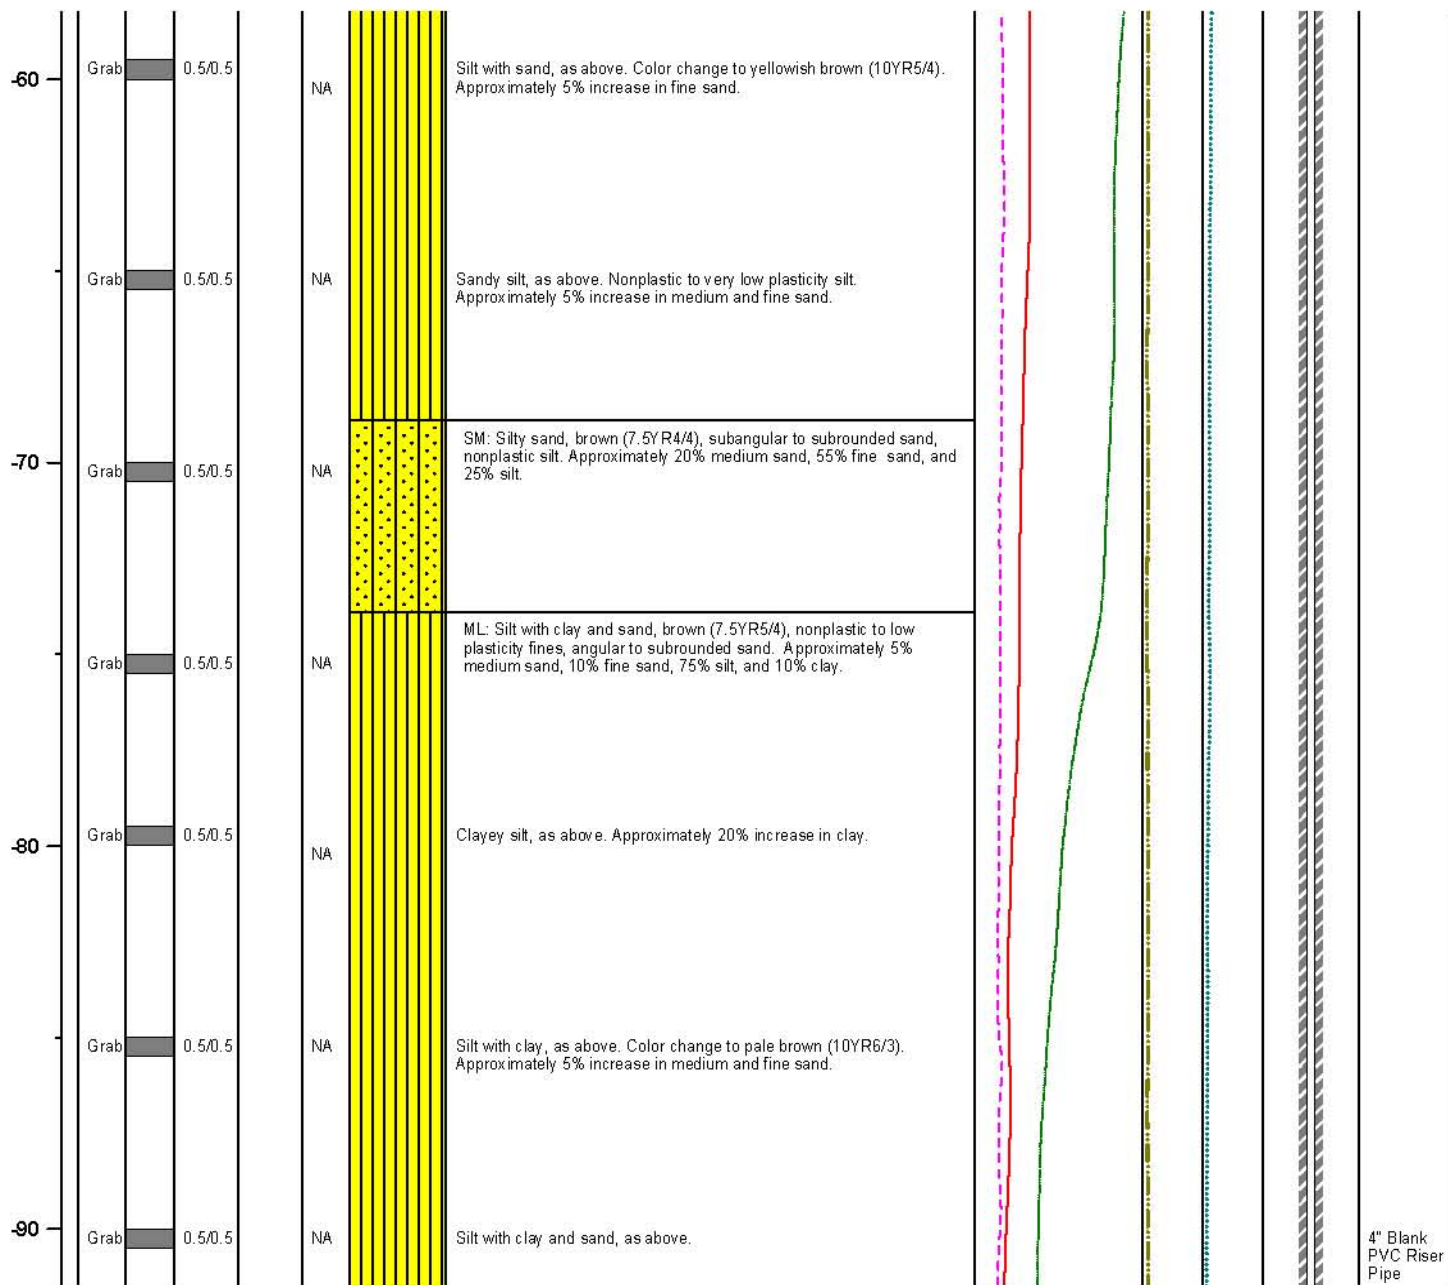 Grab 0.5/0.5 Silt with sand, as above. Color change to yellowish brown (10YR5/4).
-60 NA Approximately 5% increase in fine sand.
Grab 0.5/0.5 NA Sandy silt, as above. Nonplastic to very low plasticity silt.
Approximately 5% increase in medium and fine sand.
SM: Silty sand, brown (7.5YR4/4), subangular to subrounded sand,
-70 nonplastic silt. Approximately 20% medium sand, 55% fine sand, and
Grab 0.5/0.5 NA 25% silt.
ML: Silt with clay and sand, brown (7.5YR5/4), nonplastic to low
plasticity fines, angular to subrounded sand. Approximately 5%
Grab 0.5/0.5 NA medium sand, 10% fine sand, 75% silt, and 10% clay.
Grab 0.5/0.5 Clayey silt, as above. Approximately 20% increase in clay.
-80 NA
Grab 0.5/0.5 NA Silt with clay, as above. Color change to pale brown (10YR6/3).
Approximately 5% increase in medium and fine sand.
-90
Grab 0.5/0.5 NA Silt with clay and sand, as above. 4" Blank
PVC Riser
Pipe